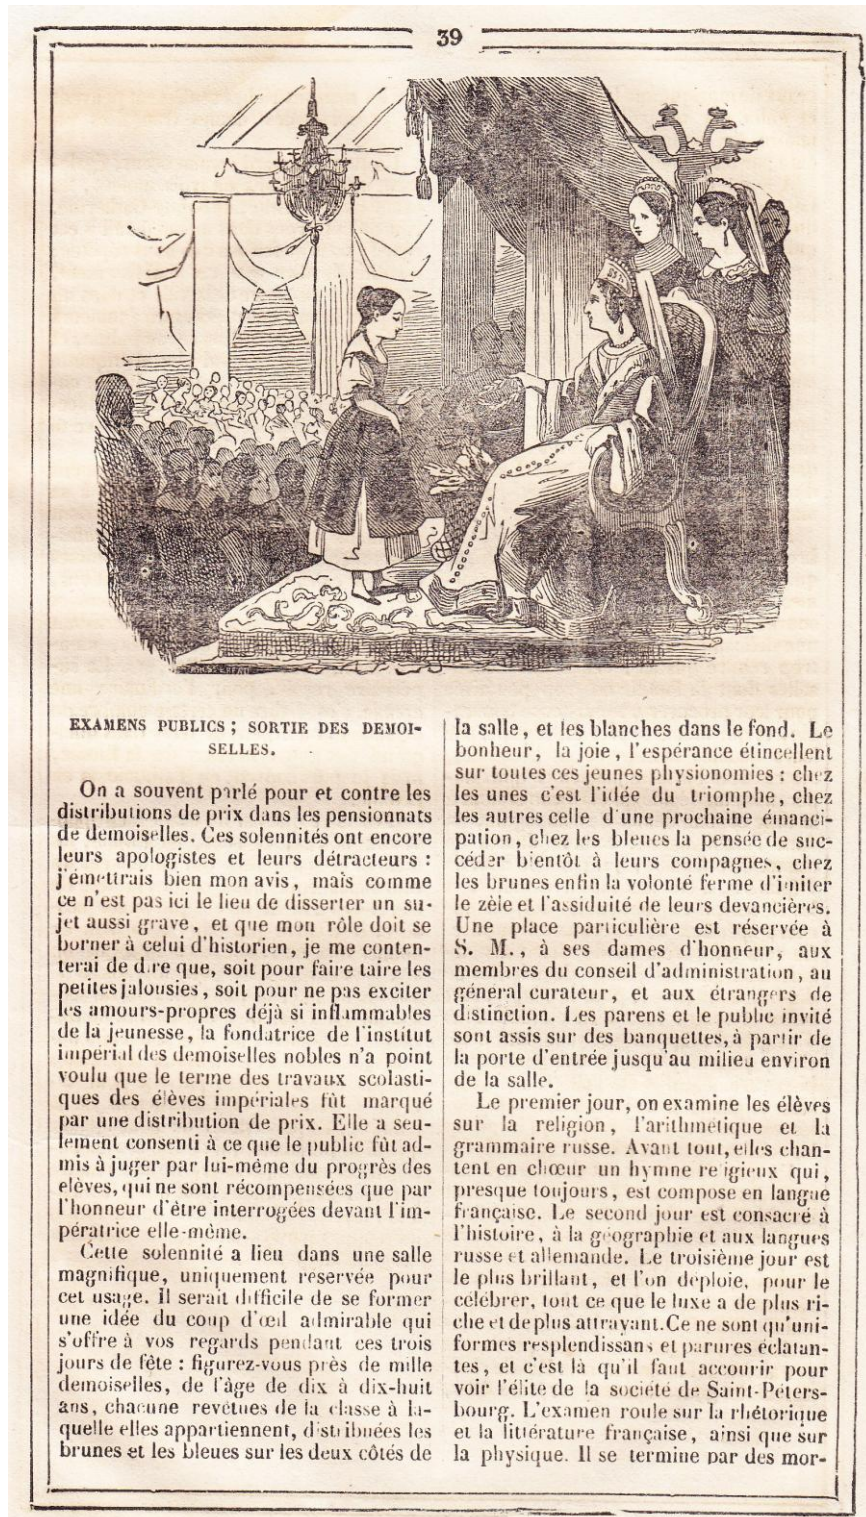 39
EXAMENS PUBLICS ; SORTIE DES DEMOI-
SELLES.
On a souvent parlé pour et contre les
distributions de prix dans les pensionnats
de demoiselles. Ces solennités ont encore
leurs apologistes et leurs détracteurs :
j'émettrais bien mon avis, mais comme
ce n'est pas ici le lieu de disserter un su-
jet aussi grave, et que mon rôle doit se
borner à celui d'historien, je me conten-
terai de dire que, soit pour faire taire les
petites jalousies, soit pour ne pas exciter
les amours-propres déjà si inflammables
de la jeunesse, la fondatrice de l'institut
impérial des demoiselles nobles n'a point
voulu que le terme des travaux scolasti-
ques des élèves impériales fût marqué
par une distribution de prix. Elle a seu-
lement consenti à ce que le public fût ad-
mis à juger par lui-même du progrès des
élèves, qui ne sont récompensées que par
l'honneur d'être interrogées devant l'im-
pératrice elle-même.
Cette solennité a lieu dans une salle
magnifique, uniquement reservée pour
cet usage. Il serait difficile de se former
une idée du coup d'œil admirable qui
s'offre à vos regards pendant ces trois
jours de fête : figurez-vous près de mille
demoiselles, de l'âge de dix à dix-huit
ans, chacune revêtues de la classe à la-
quelle elles appartiennent, distribuées les
brunes et les bleues sur les deux côtés de
la salle, et les blanches dans le fond. Le
bonheur, la joie, l'espérance étincellent
sur toutes ces jeunes physionomies : chez
les unes c'est l'idée du triomphe, chez
les autres celle d'une prochaine émanci-
pation, chez les bleues la pensée de suc-
céder bientôt à leurs compagnes, chez
les brunes enfin la volonté ferme d'imiter
le zèle et l'assiduité de leurs devancières.
Une place particulière est réservée à
S. M., à ses dames d'honneur, aux
membres du conseil d'administration, au
général curateur, et aux étrangers de
distinction. Les parens et le public invité
sont assis sur des banquettes, à partir de
la porte d'entrée jusqu'au milieu environ
de la salle.
Le premier jour, on examine les élèves
sur la religion, l'arithmétique et la
grammaire russe. Avant tout, elles chan-
tent en chœur un hymne religieux qui,
presque toujours, est composé en langue
française. Le second jour est consacré à
l'histoire, à la géographie et aux langues
russe et allemande. Le troisième jour est
le plus brillant, et l'on déploie, pour le
célébrer, tout ce que le luxe a de plus ri-
che et de plus attrayant. Ce ne sont qu'uni-
formes resplendissans et parures éclatan-
tes, et c'est là qu'il faut accourir pour
voir l'élite de la société de Saint-Péters-
bourg. L'examen roule sur la rhétorique
et la littérature française, ainsi que sur
la physique. Il se termine par des mor-